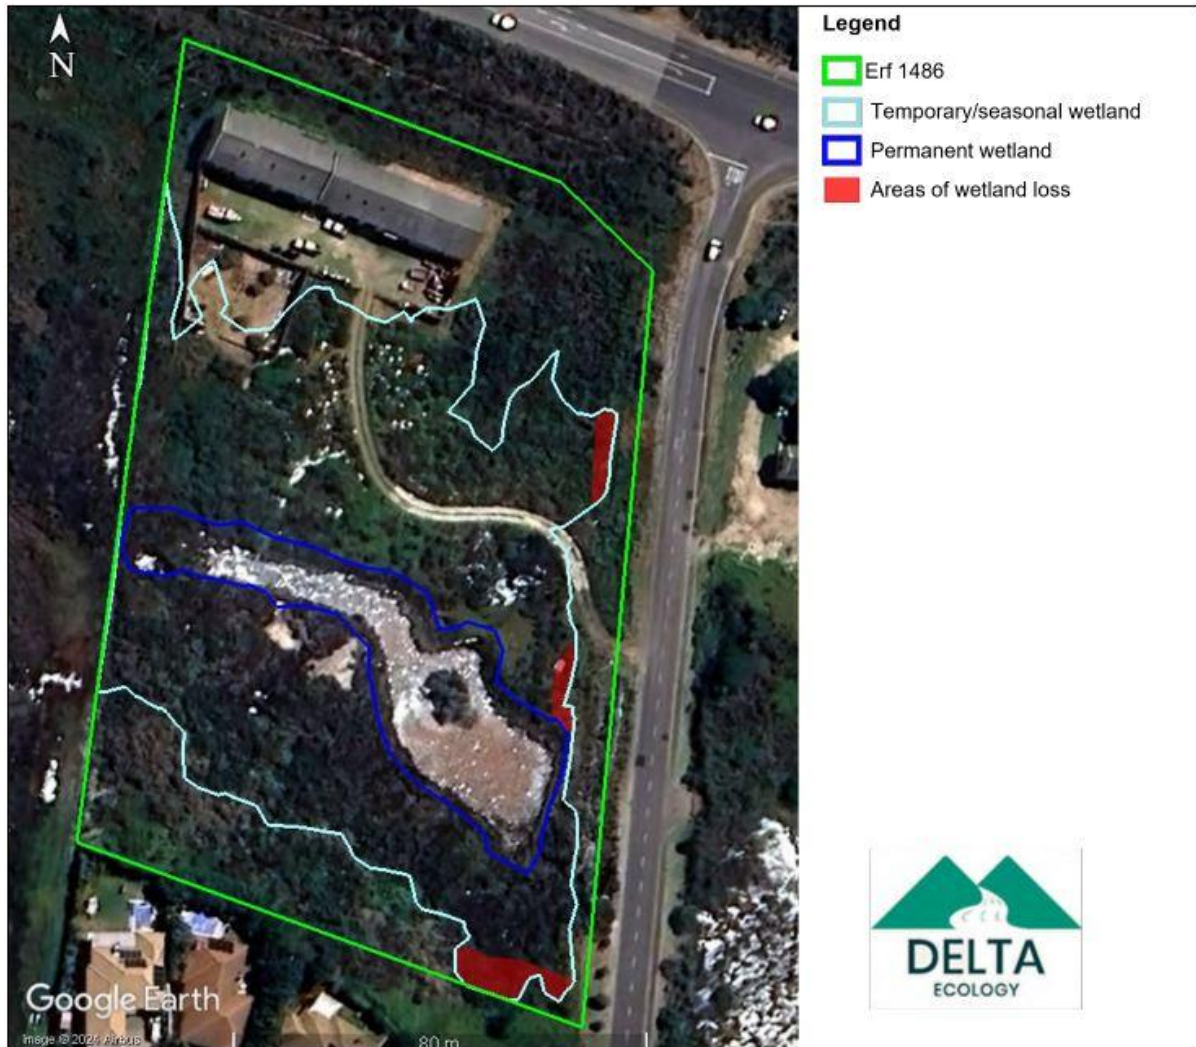 N
Legend
Erf 1486
Temporary/seasonal wetland
Permanent wetland
Areas of wetland loss
DELTA
ECOLOGY
Google Earth
Image © 2024 Airbus
80 m